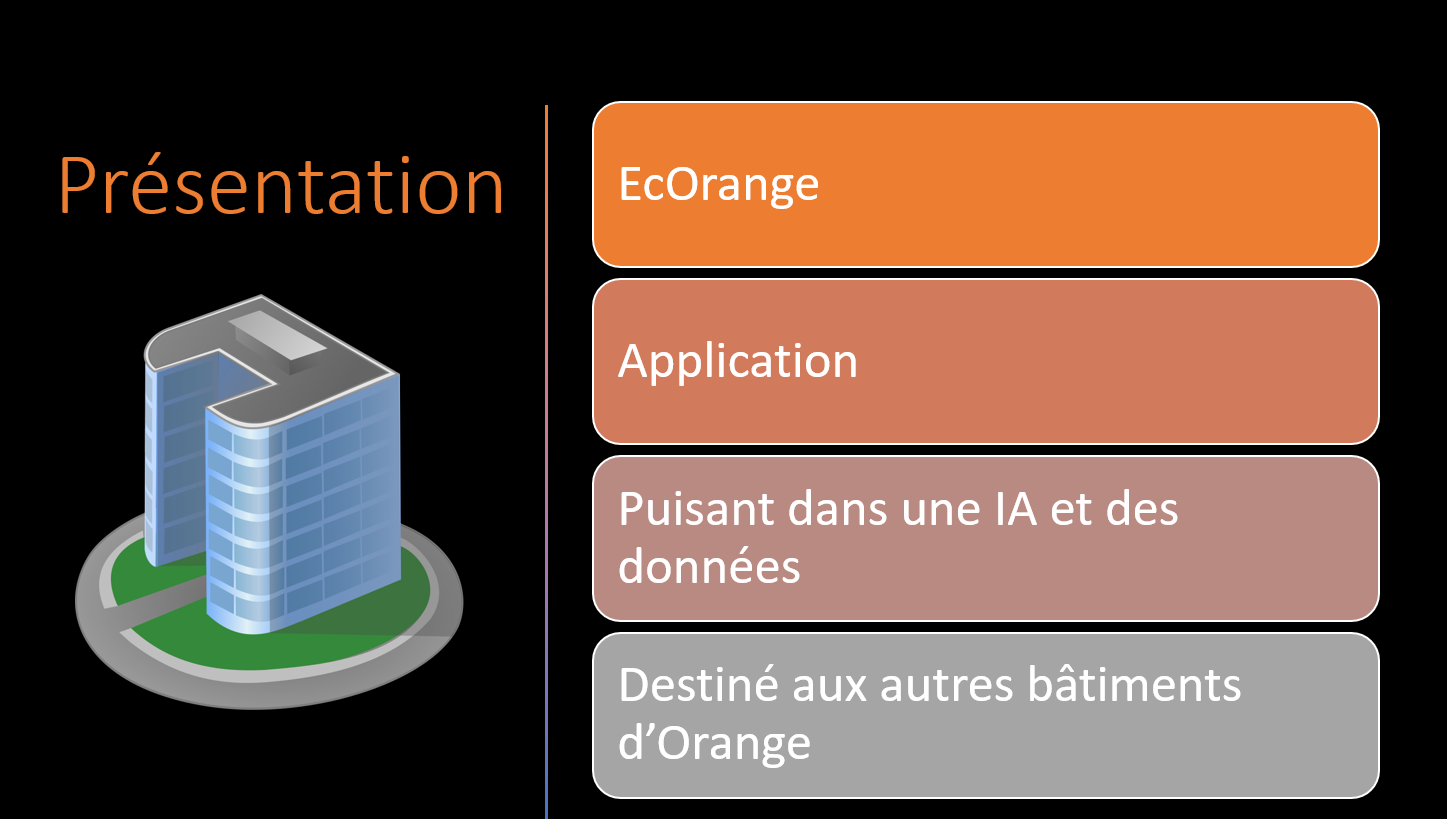 Présentation
EcOrange
Application
Puisant dans une IA et des
données
Destiné aux autres bâtiments
d’Orange